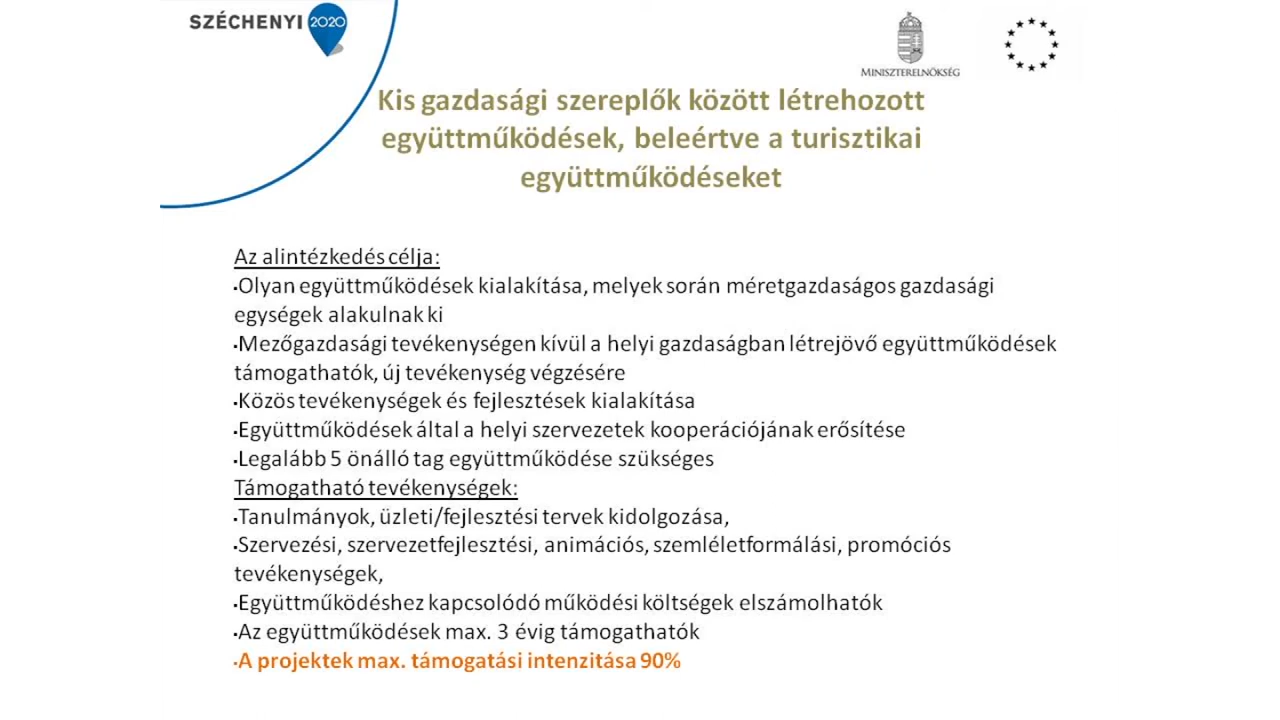 SZÉCHENYI 2020
MINISZTERELNÖKSÉG
Kis gazdasági szereplők között létrehozott
együttműködések, beleértve a turisztikai
együttműködéseket
Az alintézkedés célja:
▪Olyan együttműködések kialakítása, melyek során méretgazdaságos gazdasági
egységek alakulnak ki
▪Mezőgazdasági tevékenységen kívül a helyi gazdaságban létrejövő együttműködések
támogathatók, új tevékenység végzésére
▪Közös tevékenységek és fejlesztések kialakítása
▪Együttműködések által a helyi szervezetek kooperációjának erősítése
▪Legalább 5 önálló tag együttműködése szükséges
Támogatható tevékenységek:
▪Tanulmányok, üzleti/fejlesztési tervek kidolgozása,
▪Szervezési, szervezetfejlesztési, animációs, szemléletformálási, promóciós
tevékenységek,
▪Együttműködéshez kapcsolódó működési költségek elszámolhatók
▪Az együttműködések max. 3 évig támogathatók
▪A projektek max. támogatási intenzitása 90%